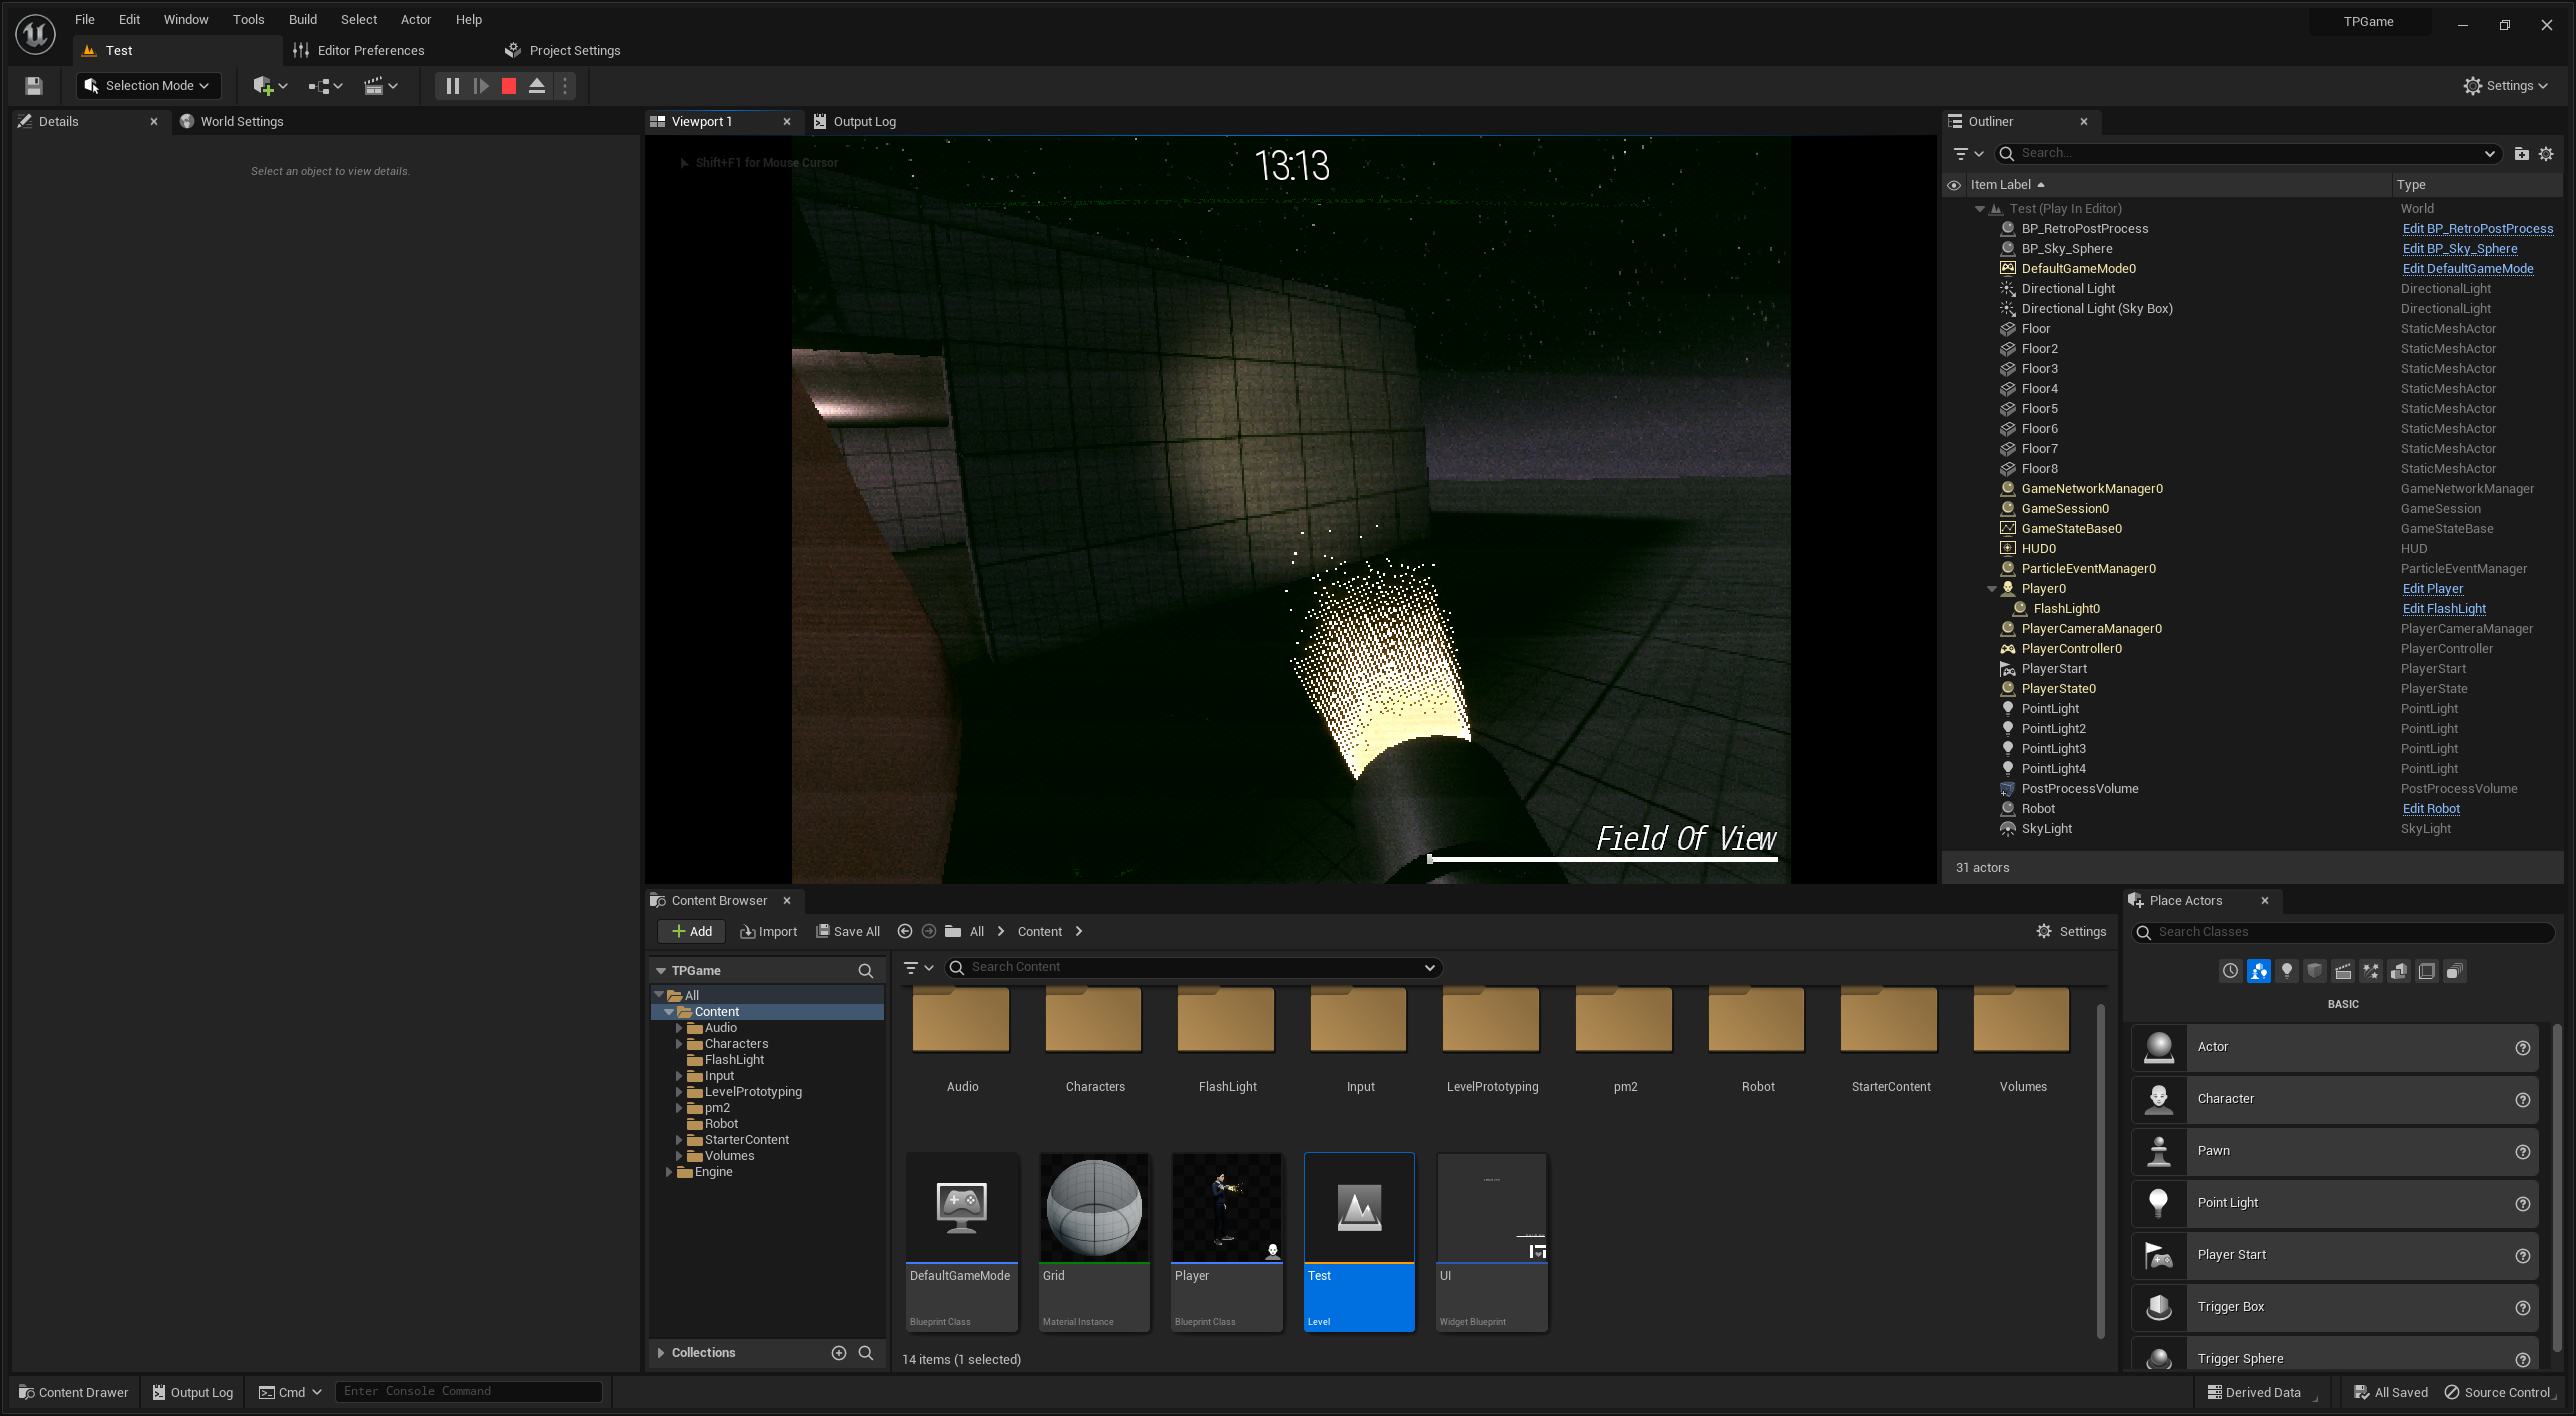 File Edit Window Tools Build Select Actor Help
TPGame
Test
Editor Preferences
Project Settings
Selection Mode
Settings
Details
World Settings
Select an object to view details.
Viewport 1
Output Log
Shift+F1 for Mouse Cursor
13:13
Field Of View
Outliner
Search...
Item Label Type
Test (Play In Editor) World
BP_RetroPostProcess Edit BP_RetroPostProcess
BP_Sky_Sphere Edit BP_Sky_Sphere
DefaultGameMode0 Edit DefaultGameMode
Directional Light DirectionalLight
Directional Light (Sky Box) DirectionalLight
Floor StaticMeshActor
Floor2 StaticMeshActor
Floor3 StaticMeshActor
Floor4 StaticMeshActor
Floor5 StaticMeshActor
Floor6 StaticMeshActor
Floor7 StaticMeshActor
Floor8 StaticMeshActor
GameNetworkManager0 GameNetworkManager
GameSession0 GameSession
GameStateBase0 GameStateBase
HUD0 HUD
ParticleEventManager0 ParticleEventManager
Player0 Edit Player
FlashLight0 Edit FlashLight
PlayerCameraManager0 PlayerCameraManager
PlayerController0 PlayerController
PlayerStart PlayerStart
PlayerState0 PlayerState
PointLight PointLight
PointLight2 PointLight
PointLight3 PointLight
PointLight4 PointLight
PostProcessVolume PostProcessVolume
Robot Edit Robot
SkyLight SkyLight
31 actors
Content Browser
Add Import Save All All Content Settings
TPGame
All
Content
Audio
Characters
FlashLight
Input
LevelPrototyping
pm2
Robot
StarterContent
Volumes
Engine
Collections
Search Content
Audio Characters FlashLight Input LevelPrototyping pm2 Robot StarterContent Volumes
DefaultGameMode Grid Player Test UI
Blueprint Class Material Instance Blueprint Class Level Widget Blueprint
14 items (1 selected)
Place Actors
Search Classes
BASIC
Actor
Character
Pawn
Point Light
Player Start
Trigger Box
Trigger Sphere
Content Drawer Output Log Cmd Enter Console Command
Derived Data All Saved Source Control